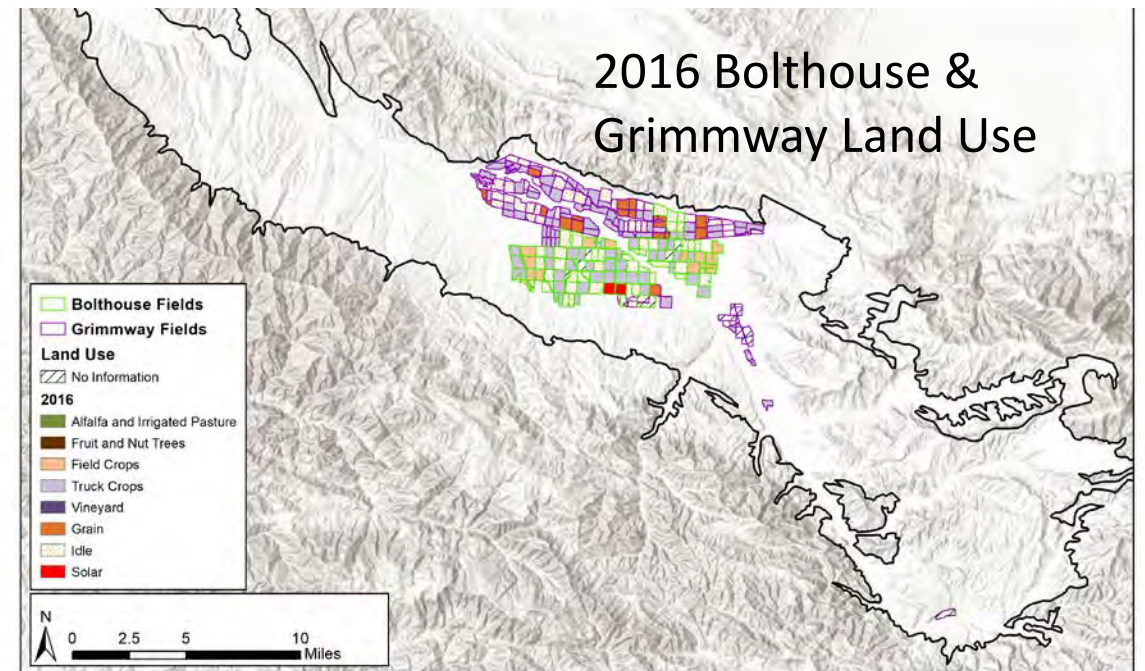 2016 Bolthouse &
Grimmway Land Use
Bolthouse Fields
Grimmway Fields
Land Use
No Information
2016
Alfalfa and Irrigated Pasture
Fruit and Nut Trees
Field Crops
Truck Crops
Vineyard
Grain
Idle
Solar
N
0 2.5 5 10
Miles